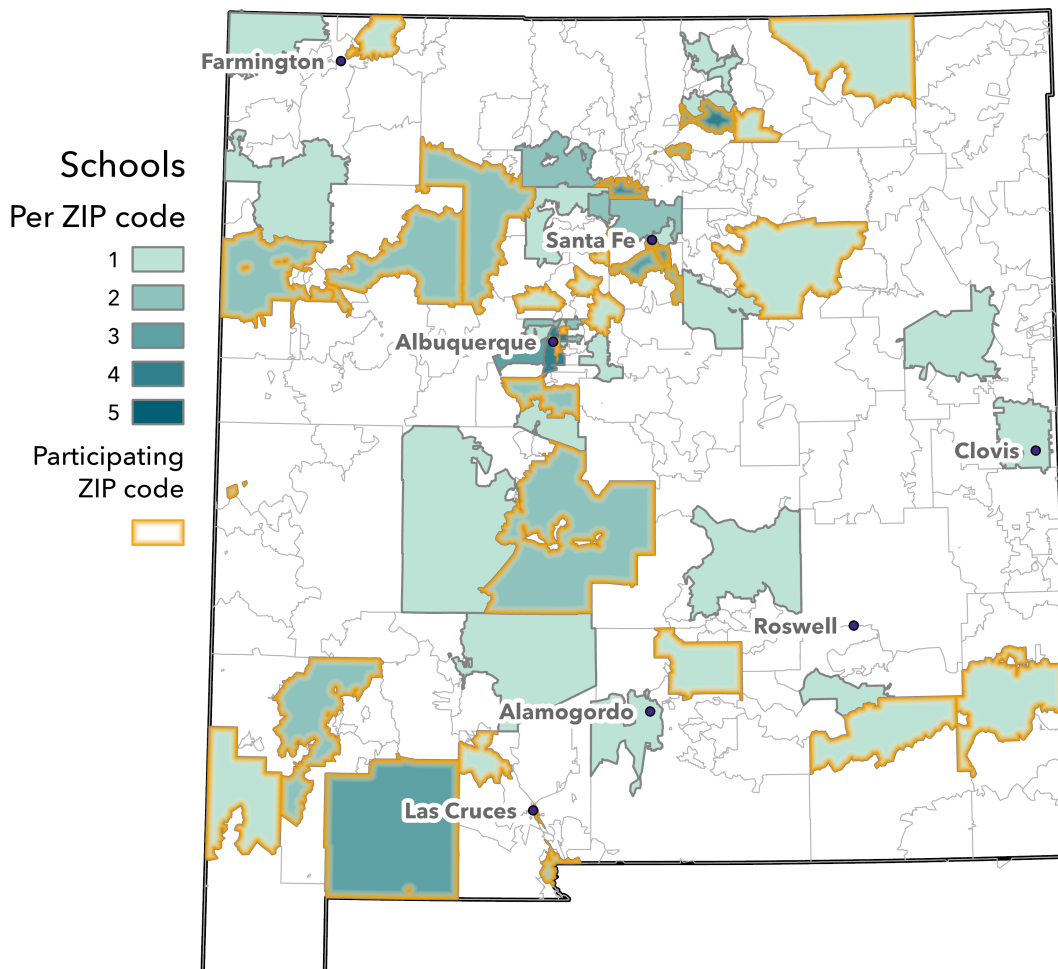 Farmington
Schools
Per ZIP code
1
2
3
4
5
Participating
ZIP code
Santa Fe
Albuquerque
Clovis
Roswell
Alamogordo
Las Cruces